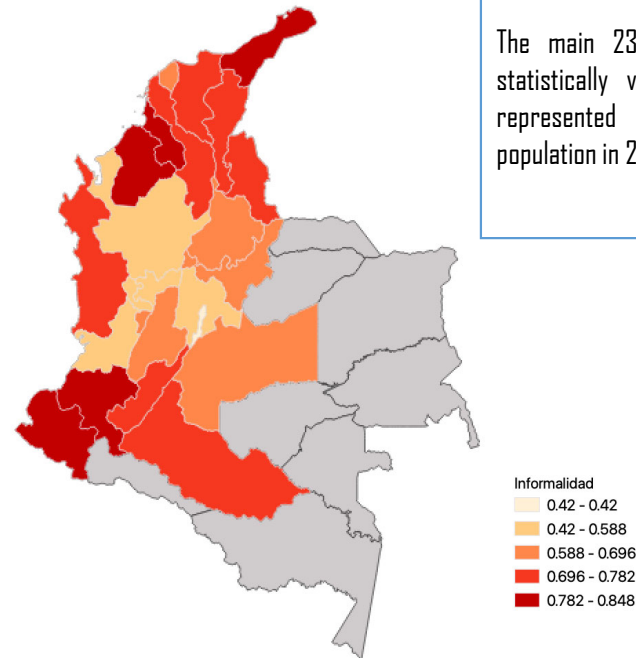 The main 23
statistically v
represented
population in 2
Informalidad
0.42 - 0.42
0.42 - 0.588
0.588 - 0.696
0.696 - 0.782
0.782 - 0.848